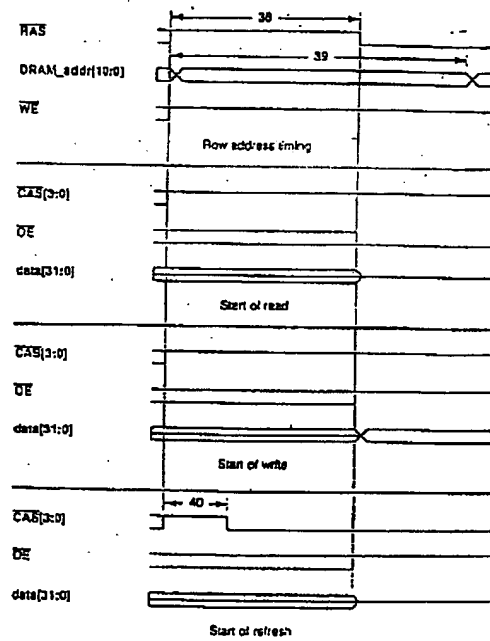 38
RAS
39
DRAM_addr[10:0]
WE
Row address timing
CAS[3:0]
OE
data[31:0]
Start of read
CAS[3:0]
OE
data[31:0]
Start of write
40
CAS[3:0]
OE
data[31:0]
Start of refresh